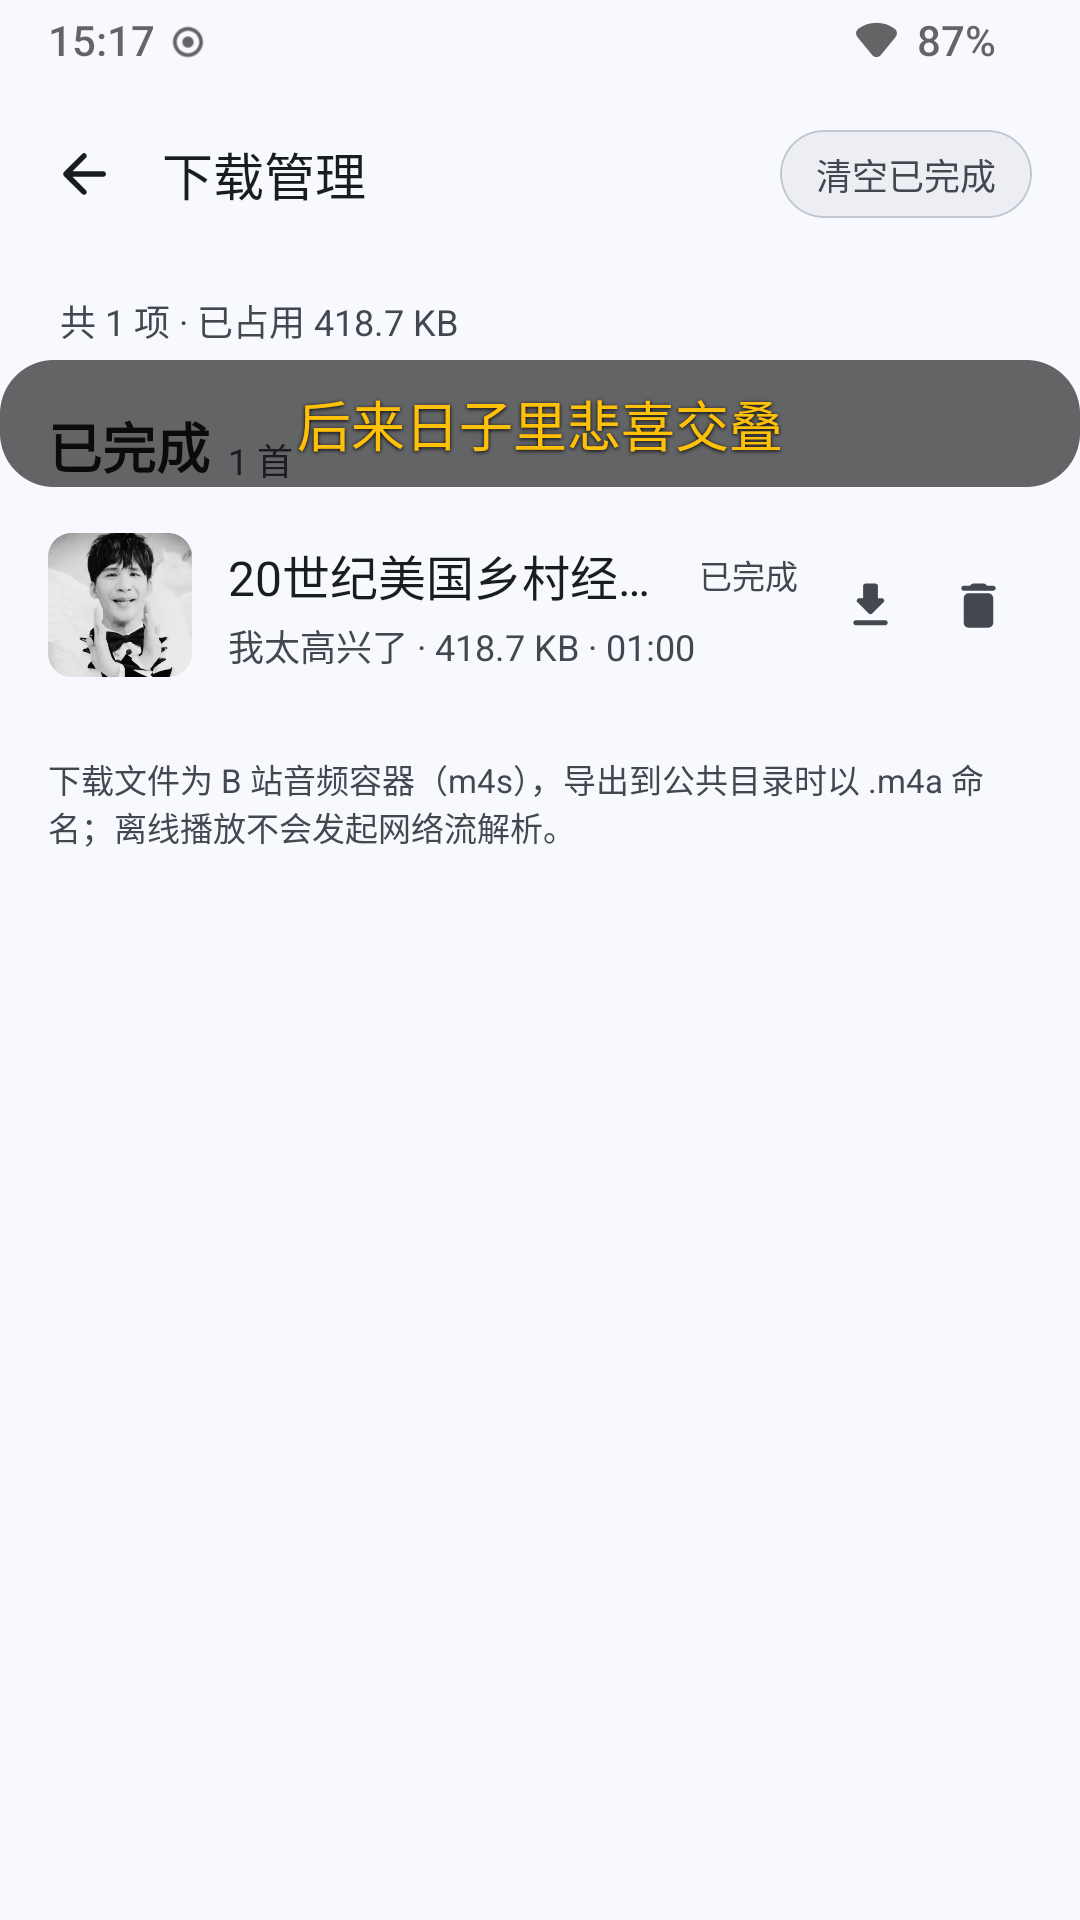 15:17
87%
下载管理
清空已完成
共 1 项 · 已占用 418.7 KB
后来日子里悲喜交叠
已完成 1 首
20世纪美国乡村经... 已完成
我太高兴了 · 418.7 KB · 01:00
下载文件为 B 站音频容器（m4s），导出到公共目录时以 .m4a 命
名；离线播放不会发起网络流解析。